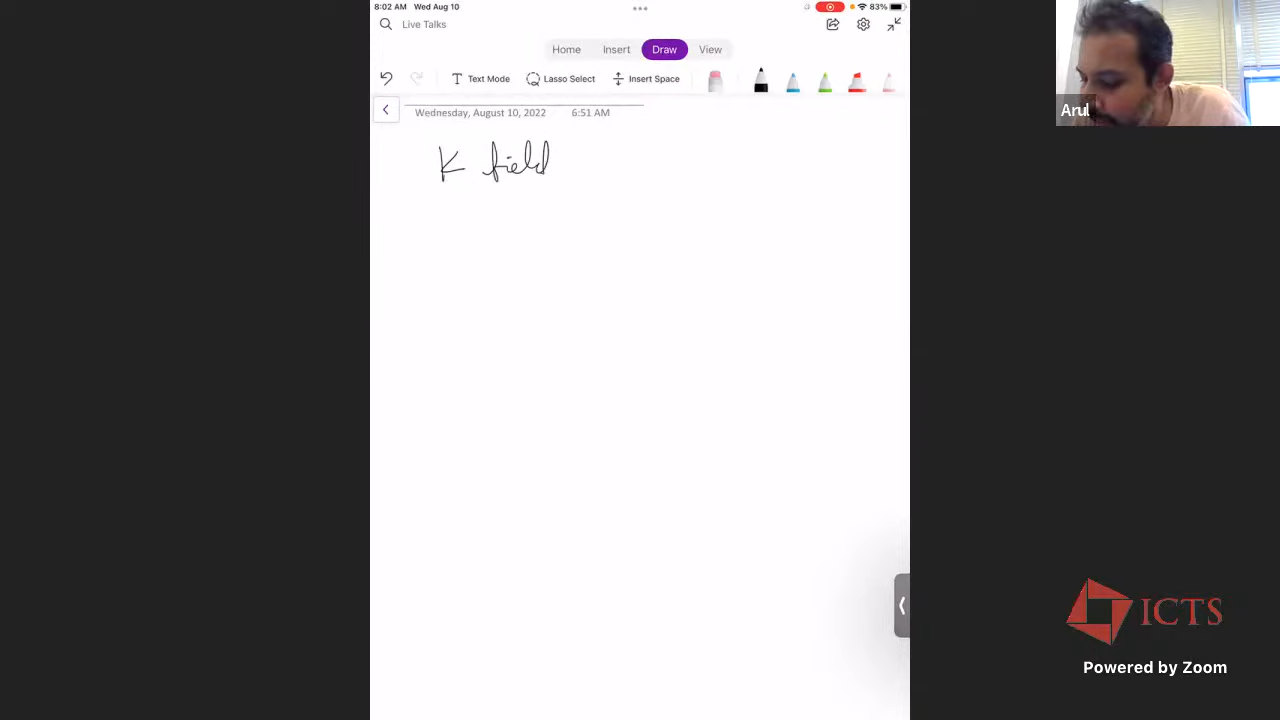 8:02 AM Wed Aug 10
83%
Live Talks
Home Insert Draw View
Text Mode Lasso Select Insert Space
Wednesday, August 10, 2022 6:51 AM
K field
Arul
ICTS
Powered by Zoom